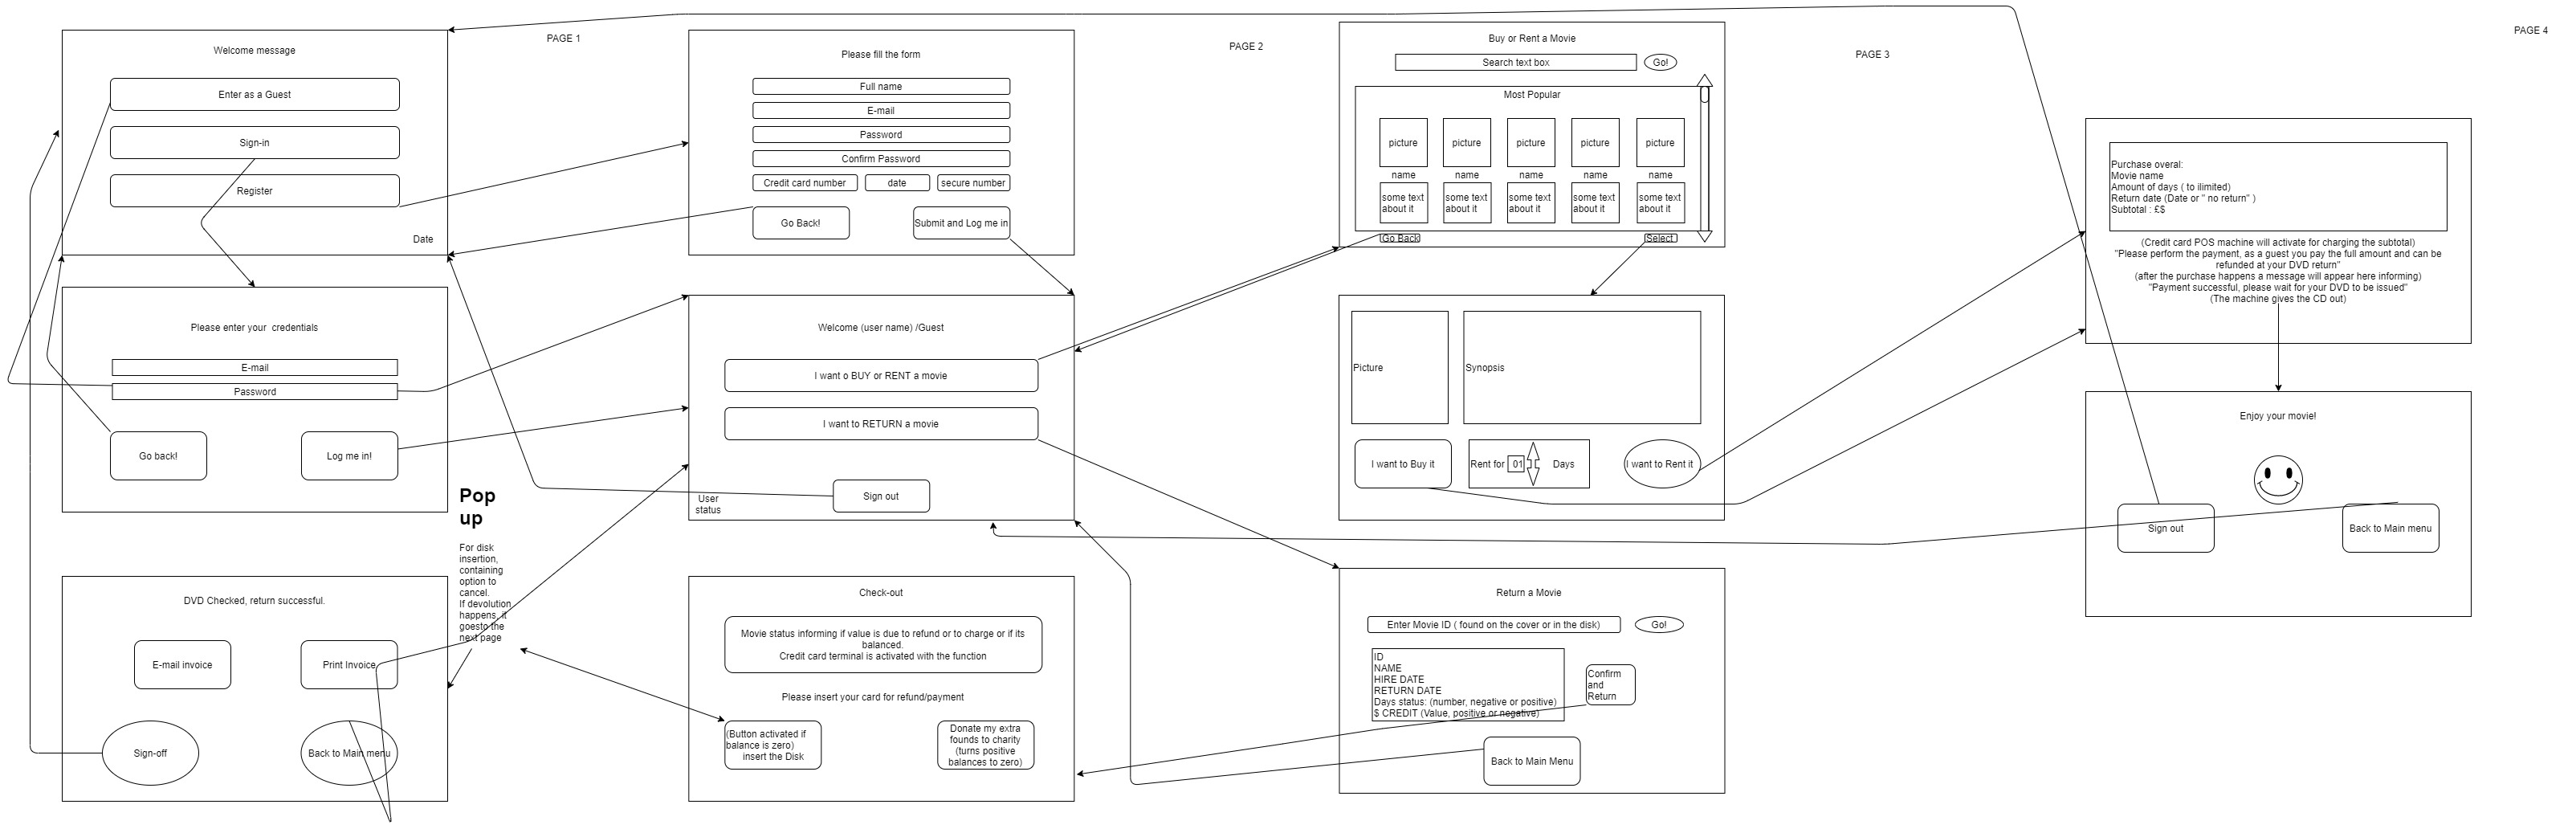 Welcome message
Enter as a Guest
Sign-in
Register
Date
PAGE 1
Please fill the form
Full name
E-mail
Password
Confirm Password
Credit card number
date
secure number
Go Back!
Submit and Log me in
PAGE 2
Buy or Rent a Movie
Search text box
Go!
Most Popular
picture
picture
picture
picture
picture
name
name
name
name
name
some text
about it
some text
about it
some text
about it
some text
about it
some text
about it
Go Back
Select
PAGE 3
PAGE 4
Purchase overal:
Movie name
Amount of days ( to ilimited)
Return date (Date or " no return" )
Subtotal : £$
(Credit card POS machine will activate for charging the subtotal)
"Please perform the payment, as a guest you pay the full amount and can be
refunded at your DVD return"
(after the purchase happens a message will appear here informing)
"Payment successful, please wait for your DVD to be issued"
(The machine gives the CD out)
Please enter your credentials
E-mail
Password
Go back!
Log me in!
Welcome (user name) /Guest
I want o BUY or RENT a movie
I want to RETURN a movie
Sign out
User
status
Picture
Synopsis
I want to Buy it
Rent for
01
Days
I want to Rent it
Enjoy your movie!
Sign out
Back to Main menu
Pop
up
For disk
insertion,
containing
option to
cancel.
If devolution
happens, it
goesto the
next page
DVD Checked, return successful.
E-mail invoice
Print Invoice
Sign-off
Back to Main menu
Check-out
Movie status informing if value is due to refund or to charge or if its
balanced.
Credit card terminal is activated with the function
Please insert your card for refund/payment
(Button activated if
balance is zero)
insert the Disk
Donate my extra
founds to charity
(turns positive
balances to zero)
Return a Movie
Enter Movie ID ( found on the cover or in the disk)
Go!
ID
NAME
HIRE DATE
RETURN DATE
Days status: (number, negative or positive)
$ CREDIT (Value, positive or negative)
Confirm
and
Return
Back to Main Menu